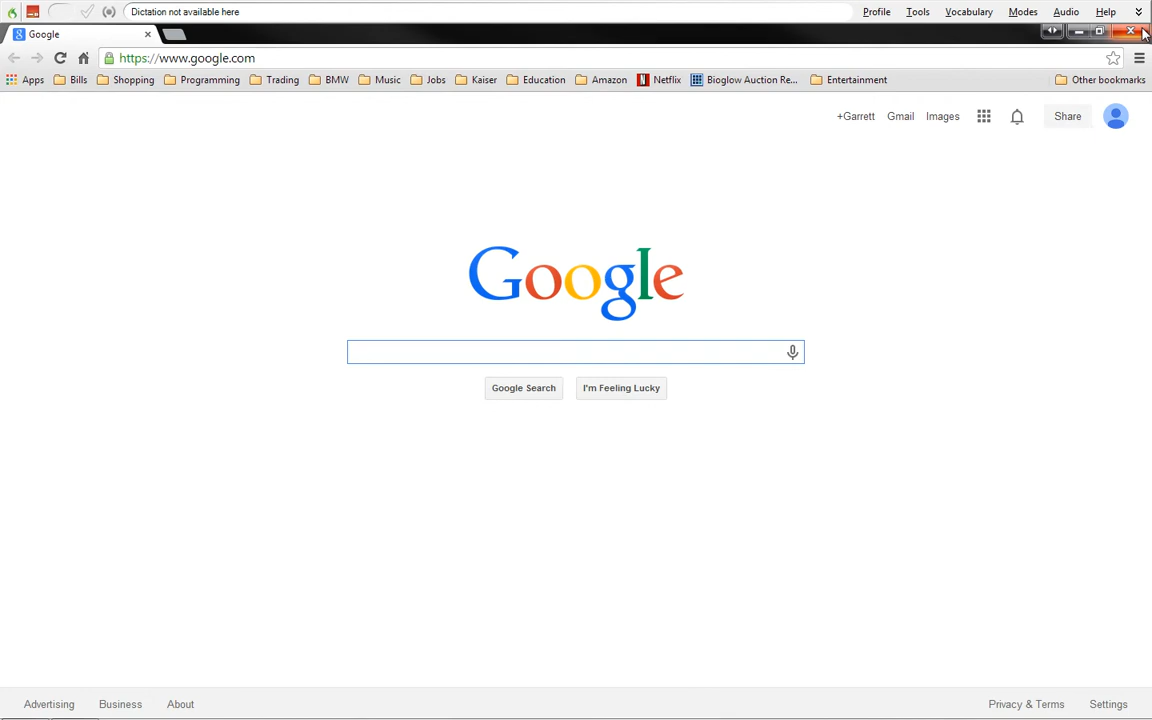 Dictation not available here Profile Tools Vocabulary Modes Audio Help
Google
https://www.google.com
Apps Bills Shopping Programming Trading BMW Music Jobs Kaiser Education Amazon Netflix Bioglow Auction Re... Entertainment Other bookmarks
+Garrett Gmail Images Share
Google
Google Search I'm Feeling Lucky
Advertising Business About Privacy & Terms Settings